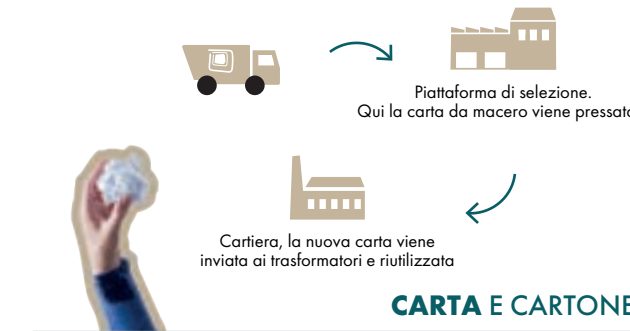 Piattaforma di selezione.
Qui la carta da macero viene pressata
Cartiera, la nuova carta viene
inviata ai trasformatori e riutilizzata
CARTA E CARTONE